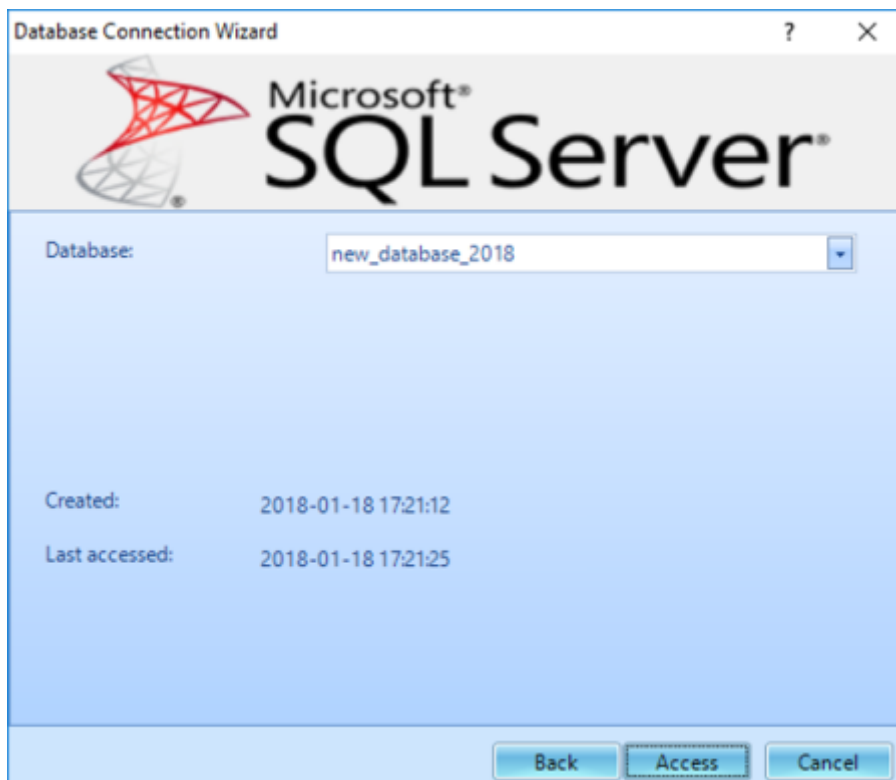 Database Connection Wizard ?
Microsoft®
SQL Server®
®
Database: new_database_2018
Created: 2018-01-18 17:21:12
Last accessed: 2018-01-18 17:21:25
Back Access Cancel